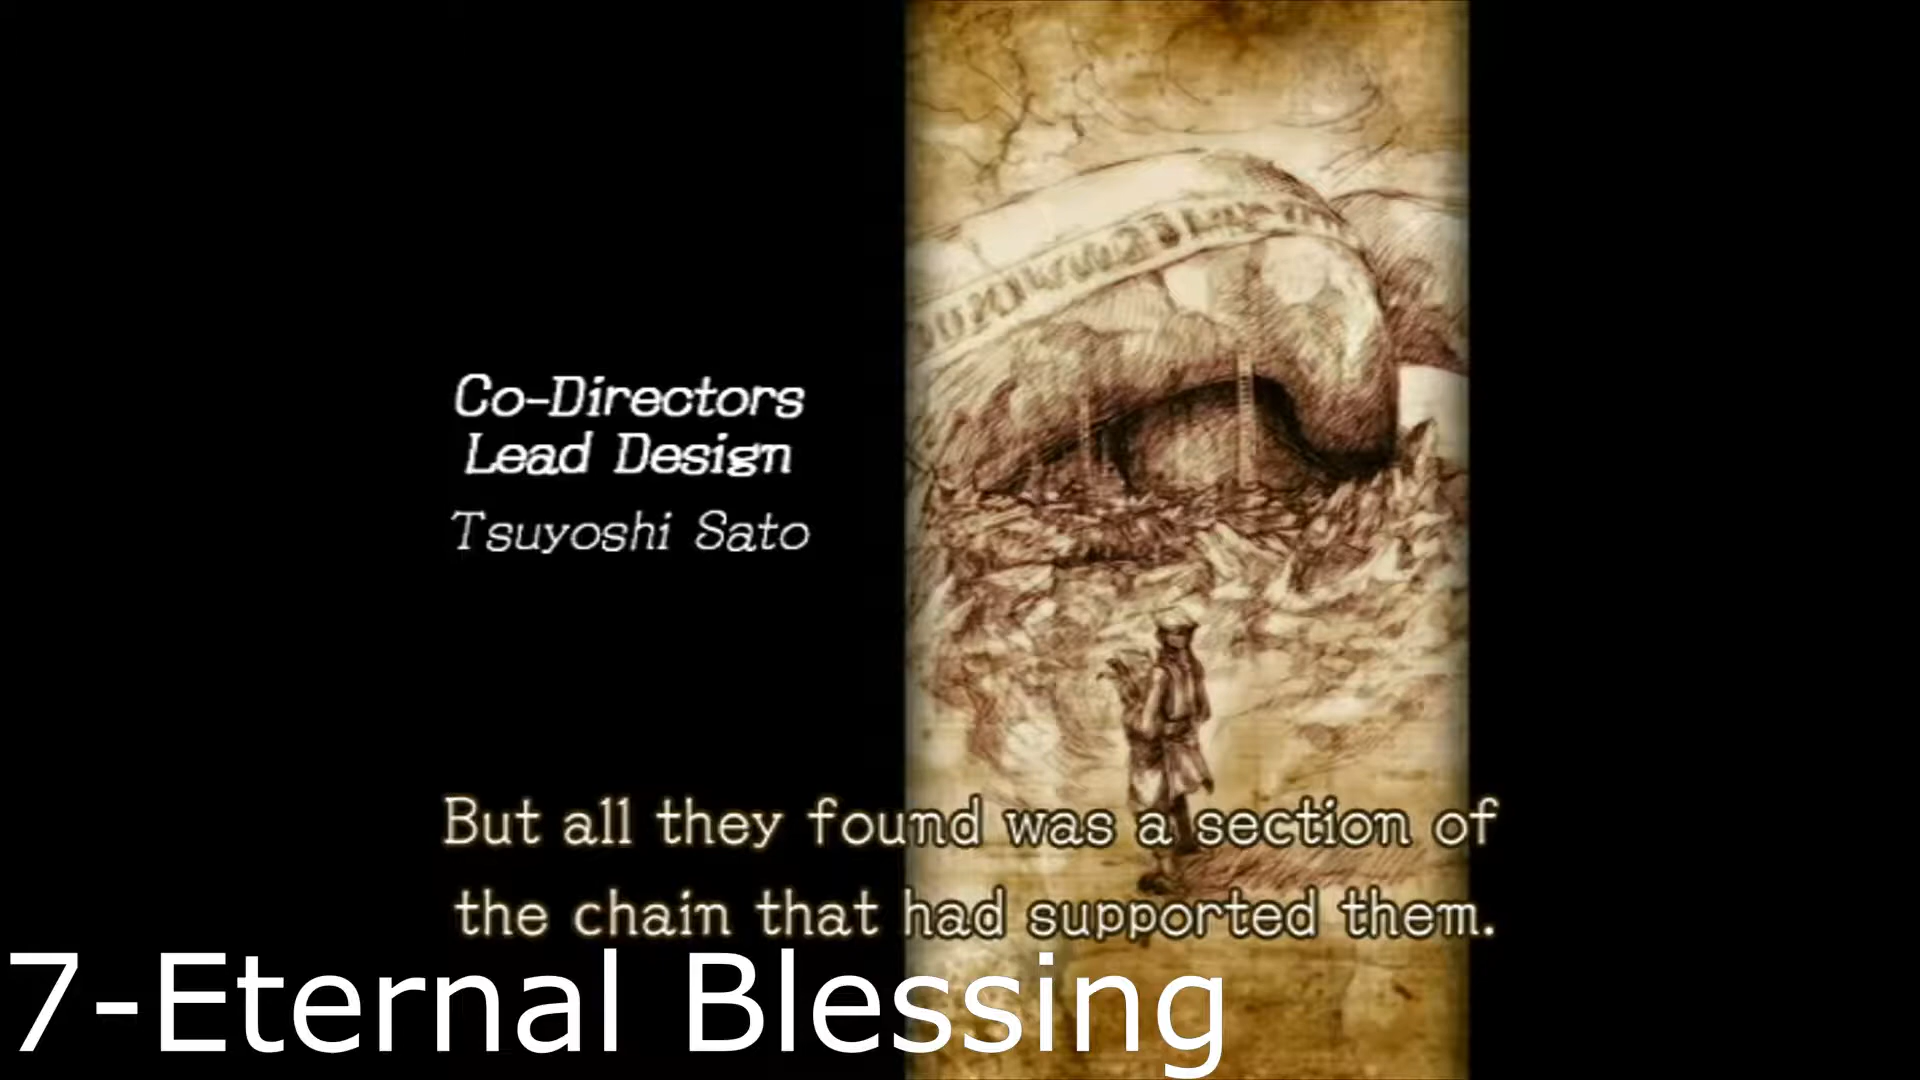 Co-Directors
Lead Design
Tsuyoshi Sato
But all they found was a section of
the chain that had supported them.
7-Eternal Blessing